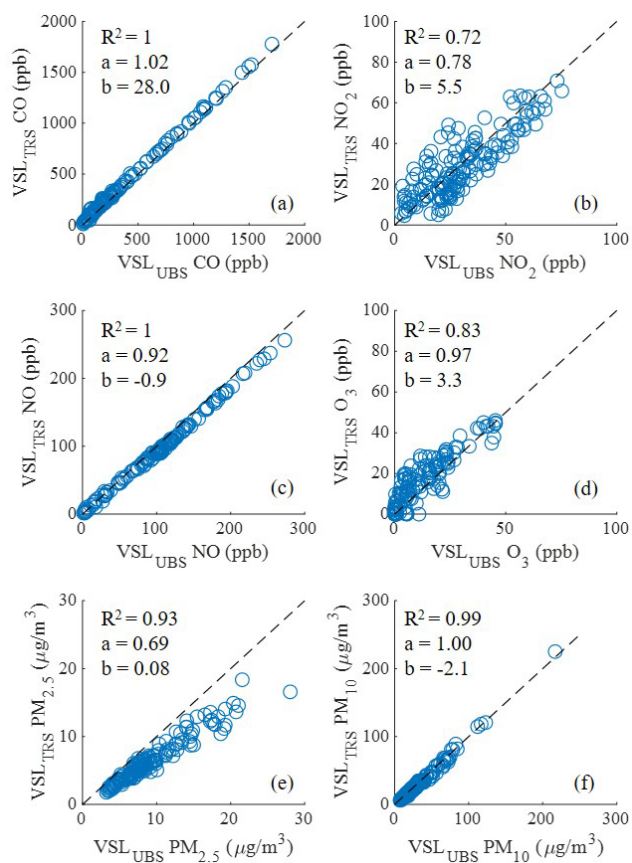 2000
1500
1000
500
0
0 500 1000 1500 2000
VSL_TRS CO (ppb)
VSL_UBS CO (ppb)
R² = 1
a = 1.02
b = 28.0
(a)
100
80
60
40
20
0
0 50 100
VSL_TRS NO₂ (ppb)
VSL_UBS NO₂ (ppb)
R² = 0.72
a = 0.78
b = 5.5
(b)
300
200
100
0
0 100 200 300
VSL_TRS NO (ppb)
VSL_UBS NO (ppb)
R² = 1
a = 0.92
b = -0.9
(c)
100
80
60
40
20
0
0 50 100
VSL_TRS O₃ (ppb)
VSL_UBS O₃ (ppb)
R² = 0.83
a = 0.97
b = 3.3
(d)
30
20
10
0
0 10 20 30
VSL_TRS PM₂.₅ (µg/m³)
VSL_UBS PM₂.₅ (µg/m³)
R² = 0.93
a = 0.69
b = 0.08
(e)
300
200
100
0
0 100 200 300
VSL_TRS PM₁₀ (µg/m³)
VSL_UBS PM₁₀ (µg/m³)
R² = 0.99
a = 1.00
b = -2.1
(f)